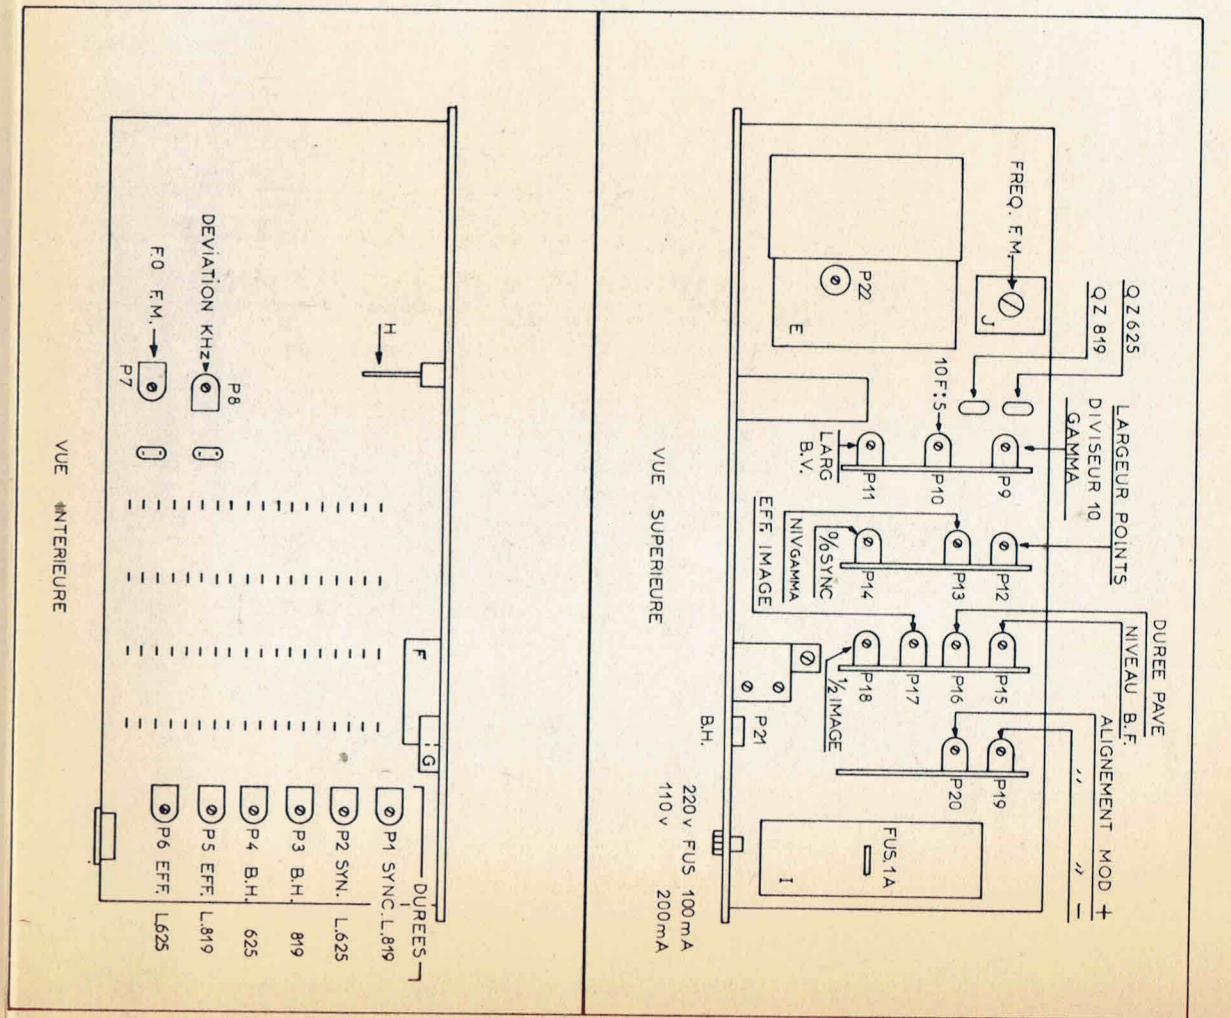 FREQ. F.M.
J
QZ 625
QZ 819
LARGEUR POINTS
DIVISEUR 10
GAMMA
DUREE PAVE
NIVEAU B.F.
ALIGNEMENT MOD +
" " −
P22
E
10 F:5
P9
P10
P11
LARG
B.V.
P12
P13
P14
% SYNC
NIV GAMMA
EFF. IMAGE
P15
P16
P17
P18
1/2 IMAGE
P19
P20
FUS. 1A
I
P21
B.H.
220 v FUS 100 mA
110 v 200 mA
VUE SUPERIEURE
H
DEVIATION KHz
P8
F.O F.M.
P7
F
G
DUREES
P1 SYNC. L.819
P2 SYN. L.625
P3 B.H. 819
P4 B.H. 625
P5 EFF. L.819
P6 EFF. L.625
VUE INTERIEURE